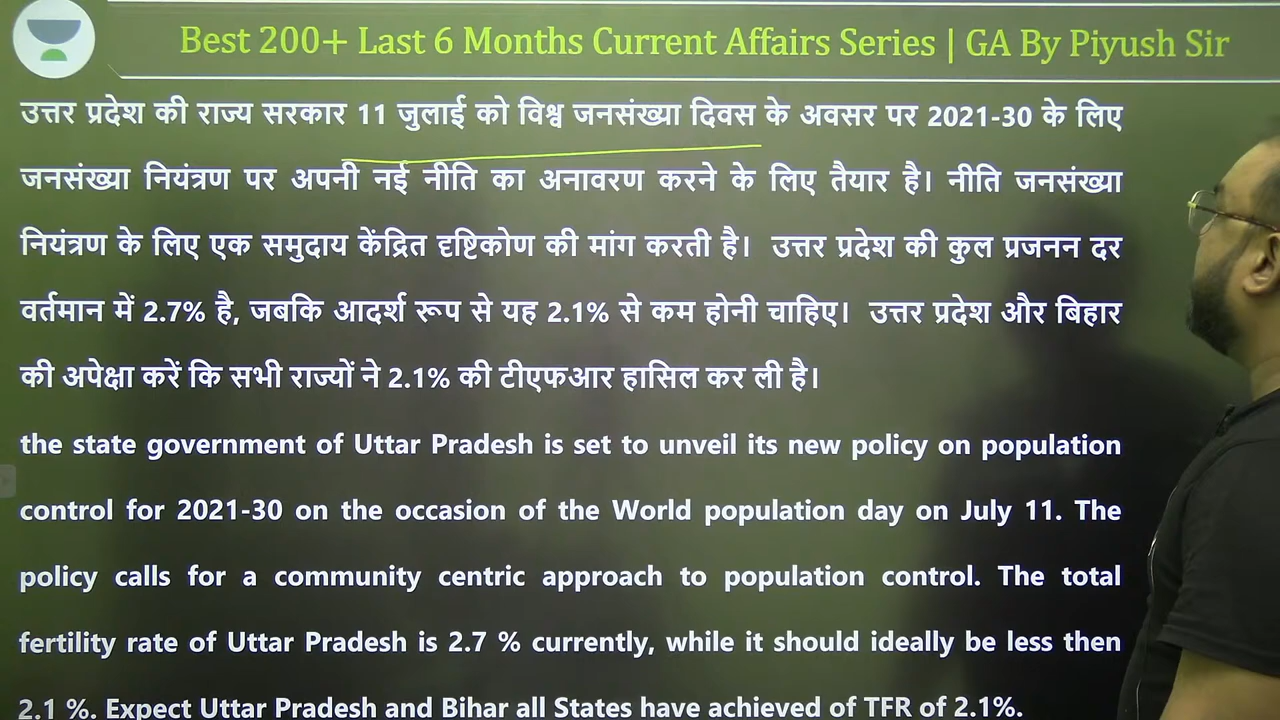 Best 200+ Last 6 Months Current Affairs Series | GA By Piyush Sir
उत्तर प्रदेश की राज्य सरकार 11 जुलाई को विश्व जनसंख्या दिवस के अवसर पर 2021-30 के लिए
जनसंख्या नियंत्रण पर अपनी नई नीति का अनावरण करने के लिए तैयार है। नीति जनसंख्या
नियंत्रण के लिए एक समुदाय केंद्रित दृष्टिकोण की मांग करती है। उत्तर प्रदेश की कुल प्रजनन दर
वर्तमान में 2.7% है, जबकि आदर्श रूप से यह 2.1% से कम होनी चाहिए। उत्तर प्रदेश और बिहार
की अपेक्षा करें कि सभी राज्यों ने 2.1% की टीएफआर हासिल कर ली है।
the state government of Uttar Pradesh is set to unveil its new policy on population
control for 2021-30 on the occasion of the World population day on July 11. The
policy calls for a community centric approach to population control. The total
fertility rate of Uttar Pradesh is 2.7 % currently, while it should ideally be less then
2.1 %. Expect Uttar Pradesh and Bihar all States have achieved of TFR of 2.1%.